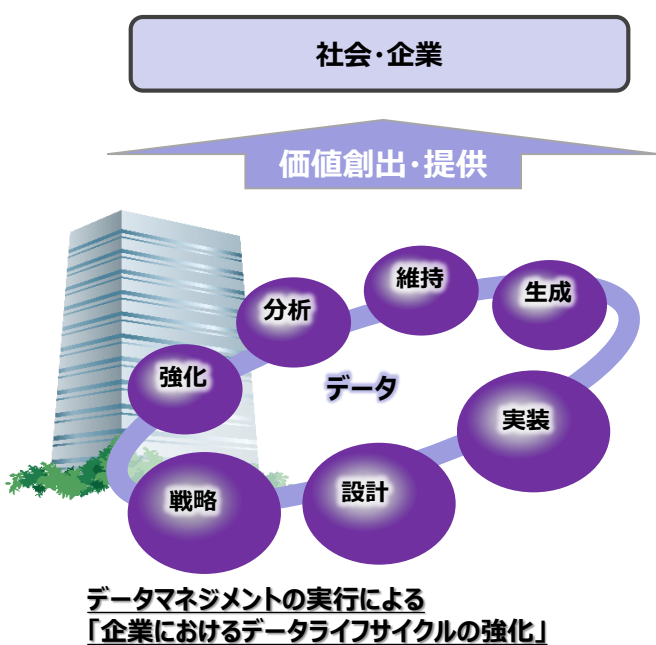 社会・企業
価値創出・提供
維持
生成
分析
強化
データ
実装
戦略
設計
データマネジメントの実行による
「企業におけるデータライフサイクルの強化」